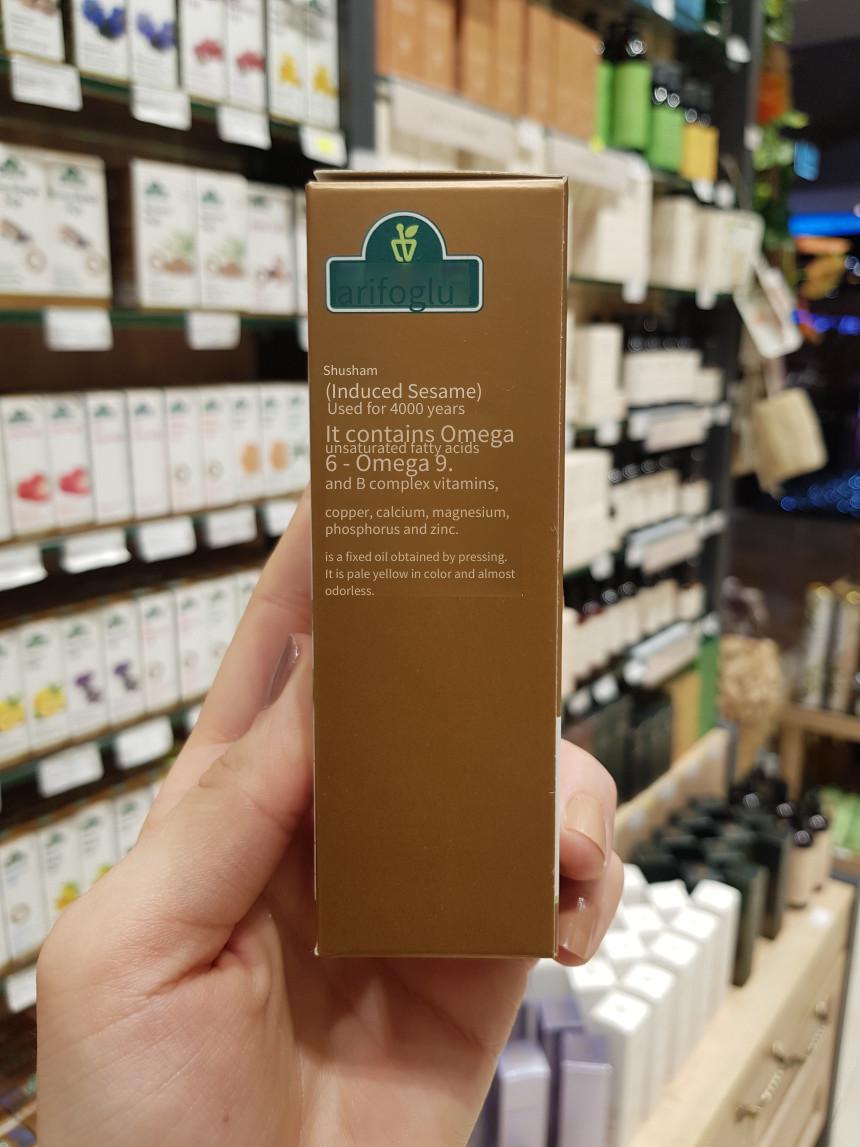 arifoglu
Shusham
(Induced Sesame)
Used for 4000 years
It contains Omega
unsaturated fatty acids
6 - Omega 9.
and B complex vitamins,
copper, calcium, magnesium,
phosphorus and zinc.
is a fixed oil obtained by pressing.
It is pale yellow in color and almost
odorless.